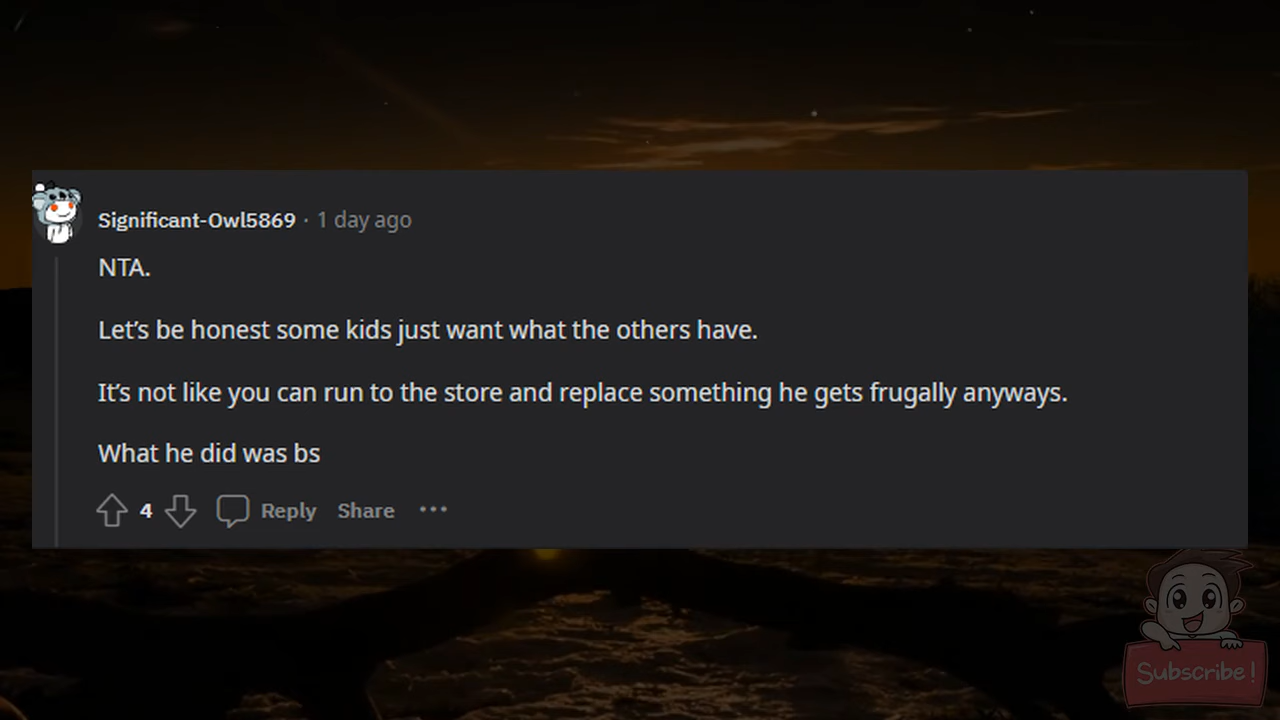 Significant-Owl5869 · 1 day ago
NTA.
Let’s be honest some kids just want what the others have.
It’s not like you can run to the store and replace something he gets frugally anyways.
What he did was bs
4 Reply Share ···
Subscribe!